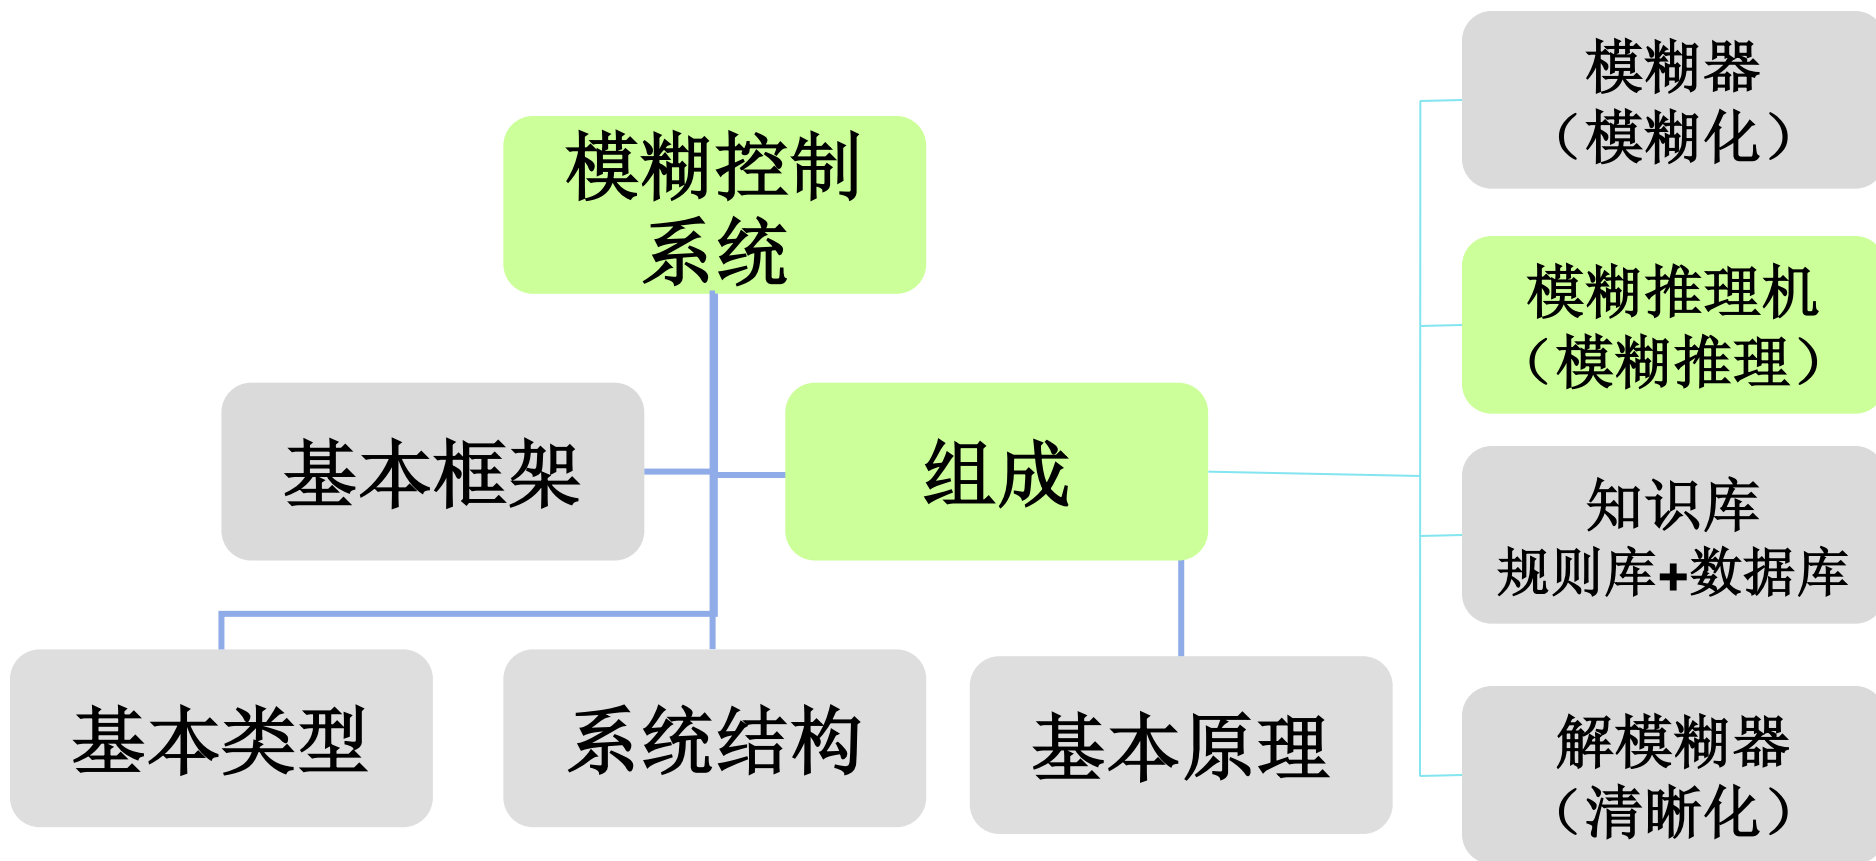 模糊控制
系统
基本框架
组成
基本类型
系统结构
基本原理
模糊器
（模糊化）
模糊推理机
（模糊推理）
知识库
规则库+数据库
解模糊器
（清晰化）